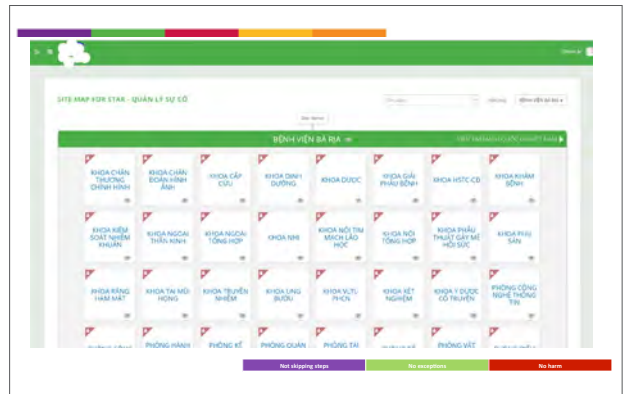 SITE MAP FOR STAR - QUẢN LÝ SỰ CỐ
BỆNH VIỆN BÀ RỊA
BỆNH VIỆN BÀ RỊA
KHOA CHẤN THƯƠNG CHỈNH HÌNH
KHOA CHẨN ĐOÁN HÌNH ẢNH
KHOA CẤP CỨU
KHOA DINH DƯỠNG
KHOA DƯỢC
KHOA GIẢI PHẪU BỆNH
KHOA HSTC-CĐ
KHOA KHÁM BỆNH
KHOA KIỂM SOÁT NHIỄM KHUẨN
KHOA NGOẠI THẦN KINH
KHOA NGOẠI TỔNG HỢP
KHOA NHI
KHOA NỘI TIM MẠCH LÃO HỌC
KHOA NỘI TỔNG HỢP
KHOA PHẪU THUẬT GÂY MÊ HỒI SỨC
KHOA PHỤ SẢN
KHOA RĂNG HÀM MẶT
KHOA TAI MŨI HỌNG
KHOA TRUYỀN NHIỄM
KHOA UNG BƯỚU
KHOA VLTL PHCN
KHOA XÉT NGHIỆM
KHOA Y DƯỢC CỔ TRUYỀN
PHÒNG CÔNG NGHỆ THÔNG TIN
PHÒNG HÀNH
PHÒNG KẾ
PHÒNG QUẢN
PHÒNG TÀI
PHÒNG VẬT
Not skipping steps
No exceptions
No harm